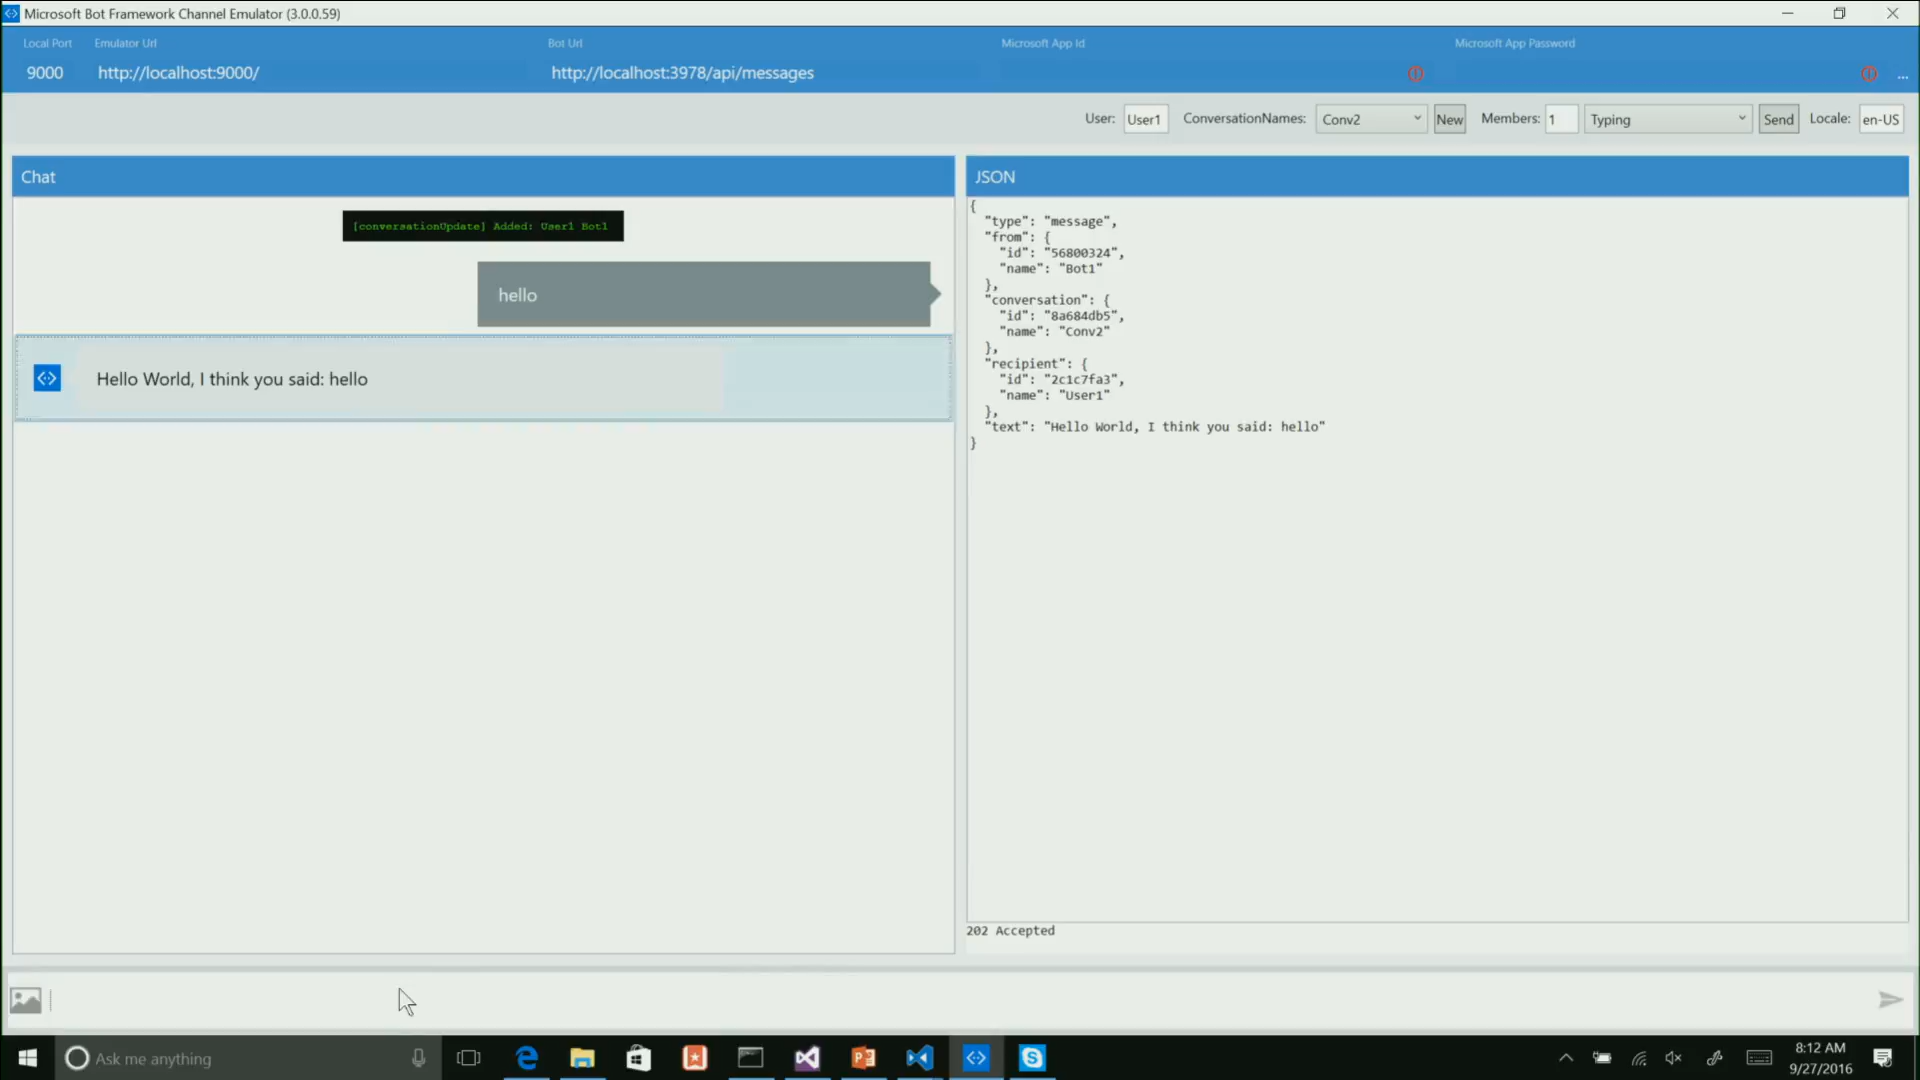 Microsoft Bot Framework Channel Emulator (3.0.0.59)
Local Port Emulator Url Bot Url Microsoft App Id Microsoft App Password
9000 http://localhost:9000/ http://localhost:3978/api/messages ...
User: User1 ConversationNames: Conv2 New Members: 1 Typing Send Locale: en-US
Chat
[conversationUpdate] Added: User1 Bot1
hello
Hello World, I think you said: hello
JSON
{
"type": "message",
"from": {
"id": "56800324",
"name": "Bot1"
},
"conversation": {
"id": "8a684db5",
"name": "Conv2"
},
"recipient": {
"id": "2c1c7fa3",
"name": "User1"
},
"text": "Hello World, I think you said: hello"
}
202 Accepted
Ask me anything
8:12 AM
9/27/2016